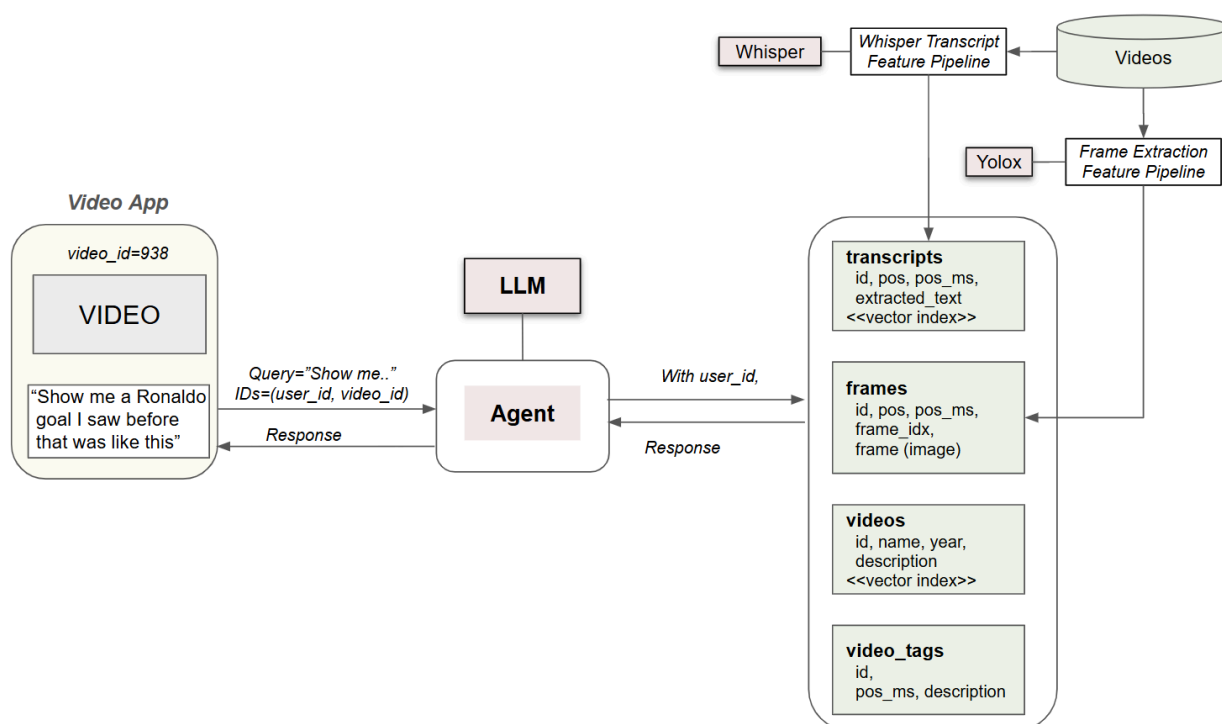 Whisper
Whisper Transcript
Feature Pipeline
Videos
Yolox
Frame Extraction
Feature Pipeline
Video App
video_id=938
VIDEO
“Show me a Ronaldo
goal I saw before
that was like this”
Query=”Show me..”
IDs=(user_id, video_id)
Response
LLM
Agent
With user_id,
Response
transcripts
id, pos, pos_ms,
extracted_text
<<vector index>>
frames
id, pos, pos_ms,
frame_idx,
frame (image)
videos
id, name, year,
description
<<vector index>>
video_tags
id,
pos_ms, description